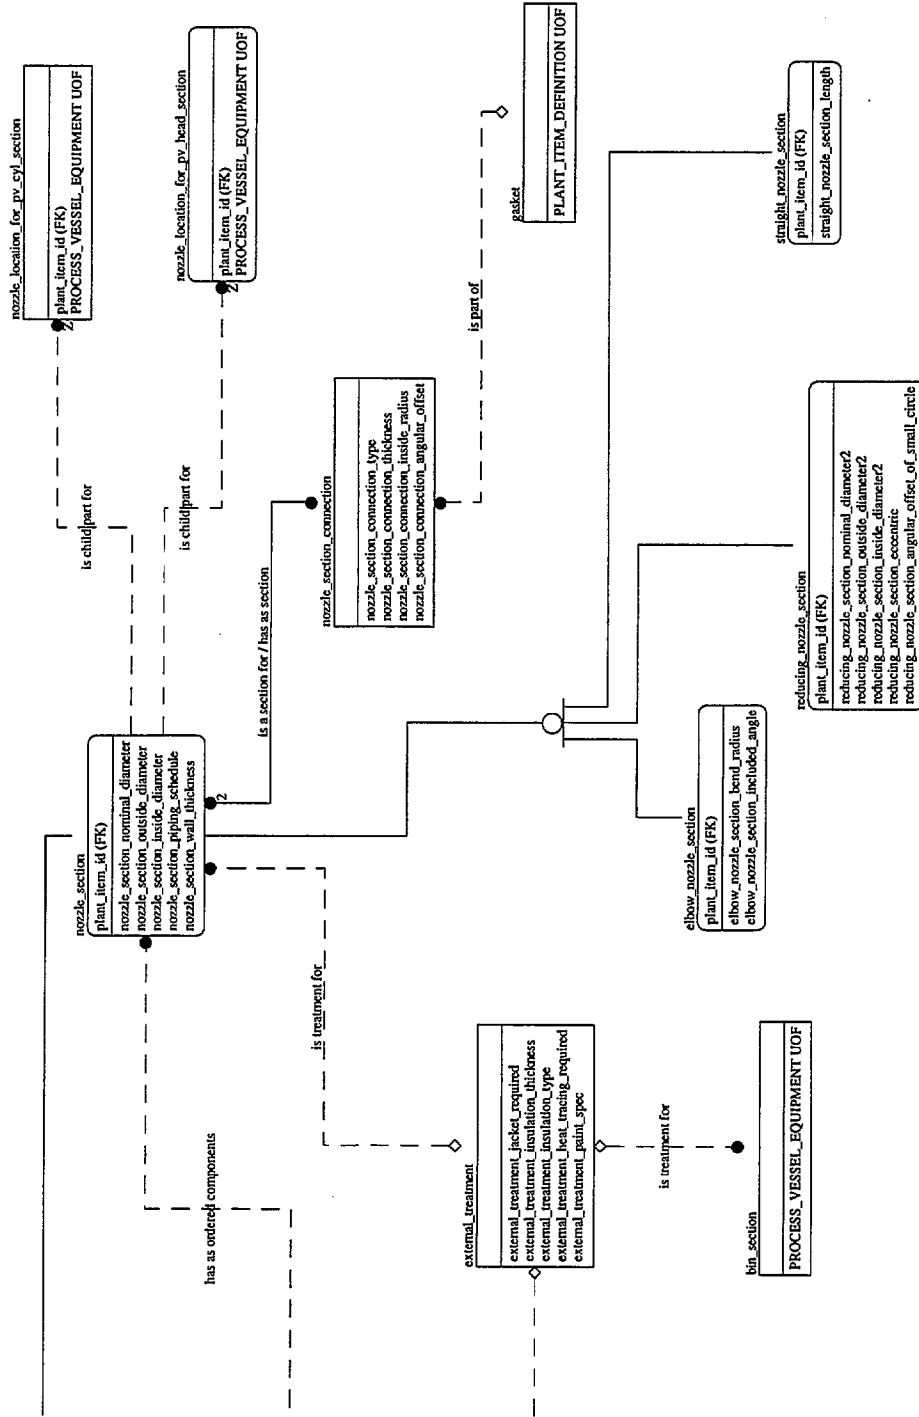 nozzle_location_for_pv_cyl_section
plant_item_id (FK)
PROCESS_VESSEL_EQUIPMENT UOF
Z
nozzle_location_for_pv_head_section
plant_item_id (FK)
PROCESS_VESSEL_EQUIPMENT UOF
Z
is child part for
is child part for
nozzle_section
plant_item_id (FK)
nozzle_section_nominal_diameter
nozzle_section_outside_diameter
nozzle_section_inside_diameter
nozzle_section_piping_schedule
nozzle_section_wall_thickness
2
is a section for / has as section
has as ordered components
is treatment for
nozzle_section_connection
nozzle_section_connection_type
nozzle_section_connection_thickness
nozzle_section_connection_inside_radius
nozzle_section_connection_angular_offset
is part of
gasket
PLANT_ITEM_DEFINITION UOF
external_treatment
external_treatment_jacket_required
external_treatment_insulation_thickness
external_treatment_insulation_type
external_treatment_heat_tracing_required
external_treatment_paint_spec
is treatment for
bin_section
PROCESS_VESSEL_EQUIPMENT UOF
elbow_nozzle_section
plant_item_id (FK)
elbow_nozzle_section_bend_radius
elbow_nozzle_section_included_angle
reducing_nozzle_section
plant_item_id (FK)
reducing_nozzle_section_nominal_diameter2
reducing_nozzle_section_outside_diameter2
reducing_nozzle_section_inside_diameter2
reducing_nozzle_section_eccentric
reducing_nozzle_section_angular_offset_of_small_circle
straight_nozzle_section
plant_item_id (FK)
straight_nozzle_section_length